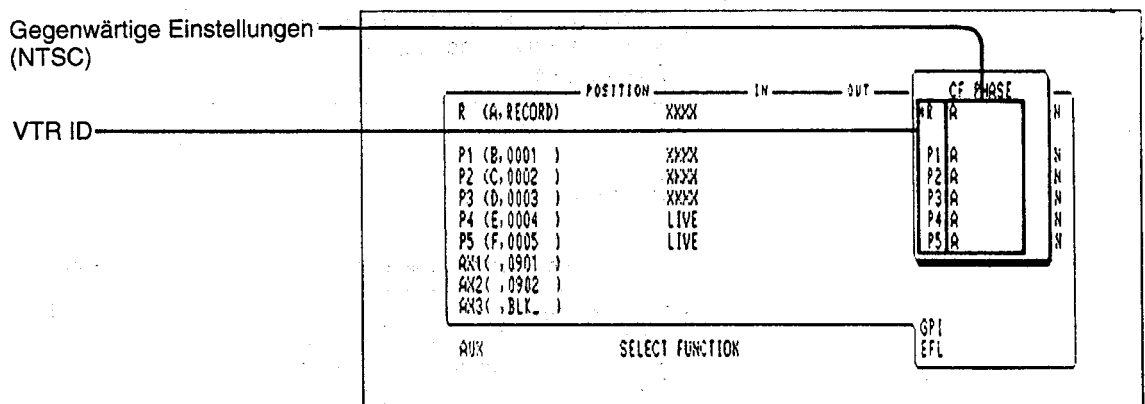 Gegenwärtige Einstellungen
(NTSC)
VTR ID
POSITION IN OUT CF PHASE
R (A,RECORD) XXXX *R A N
P1 (B,0001 ) XXXX P1 A N
P2 (C,0002 ) XXXX P2 A N
P3 (D,0003 ) XXXX P3 A N
P4 (E,0004 ) LIVE P4 A N
P5 (F,0005 ) LIVE P5 A N
AX1( ,0901 )
AX2( ,0902 )
AX3( ,BLK_ )
GPI
AUX SELECT FUNCTION EFL